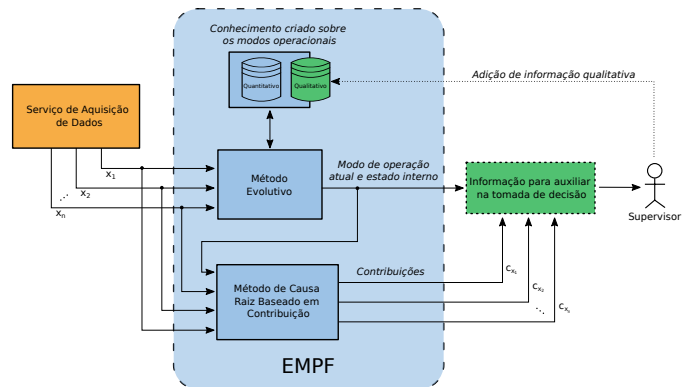 Conhecimento criado sobre
os modos operacionais
Quantitativo
Qualitativo
Adição de informação qualitativa
Serviço de Aquisição
de Dados
x1
x2
xn
Método
Evolutivo
Modo de operação
atual e estado interno
Informação para auxiliar
na tomada de decisão
Supervisor
Método de Causa
Raiz Baseado em
Contribuição
Contribuições
cx1
cx2
EMPF